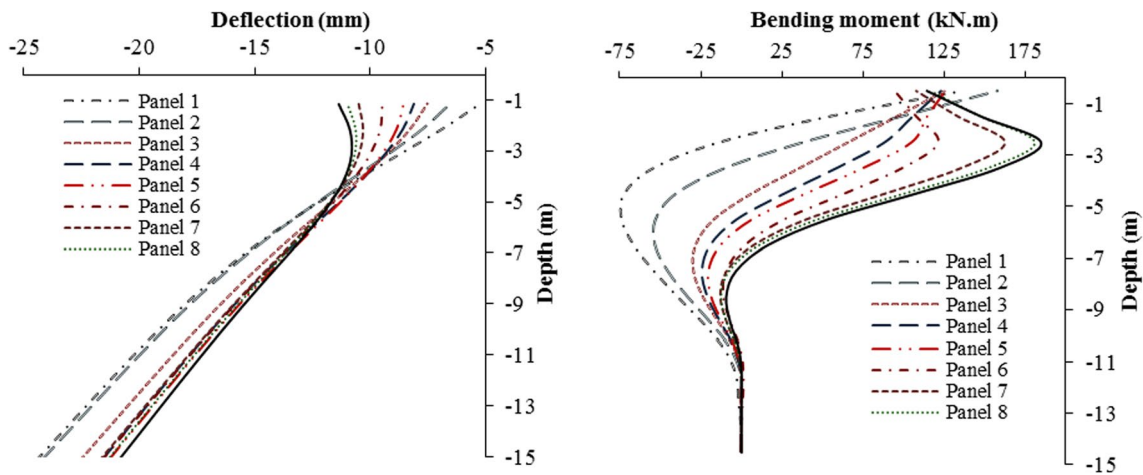 Deflection (mm)
-25 -20 -15 -10 -5
-1
-3
-5
-7
-9
-11
-13
-15
Depth (m)
Panel 1
Panel 2
Panel 3
Panel 4
Panel 5
Panel 6
Panel 7
Panel 8
Bending moment (kN.m)
-75 -25 25 75 125 175
-1
-3
-5
-7
-9
-11
-13
-15
Depth (m)
Panel 1
Panel 2
Panel 3
Panel 4
Panel 5
Panel 6
Panel 7
Panel 8